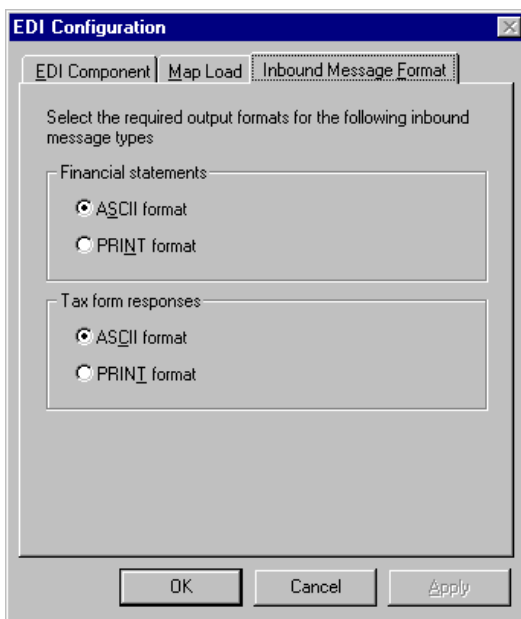 EDI Configuration
EDI Component
Map Load
Inbound Message Format
Select the required output formats for the following inbound
message types
Financial statements
ASCII format
PRINT format
Tax form responses
ASCII format
PRINT format
OK
Cancel
Apply